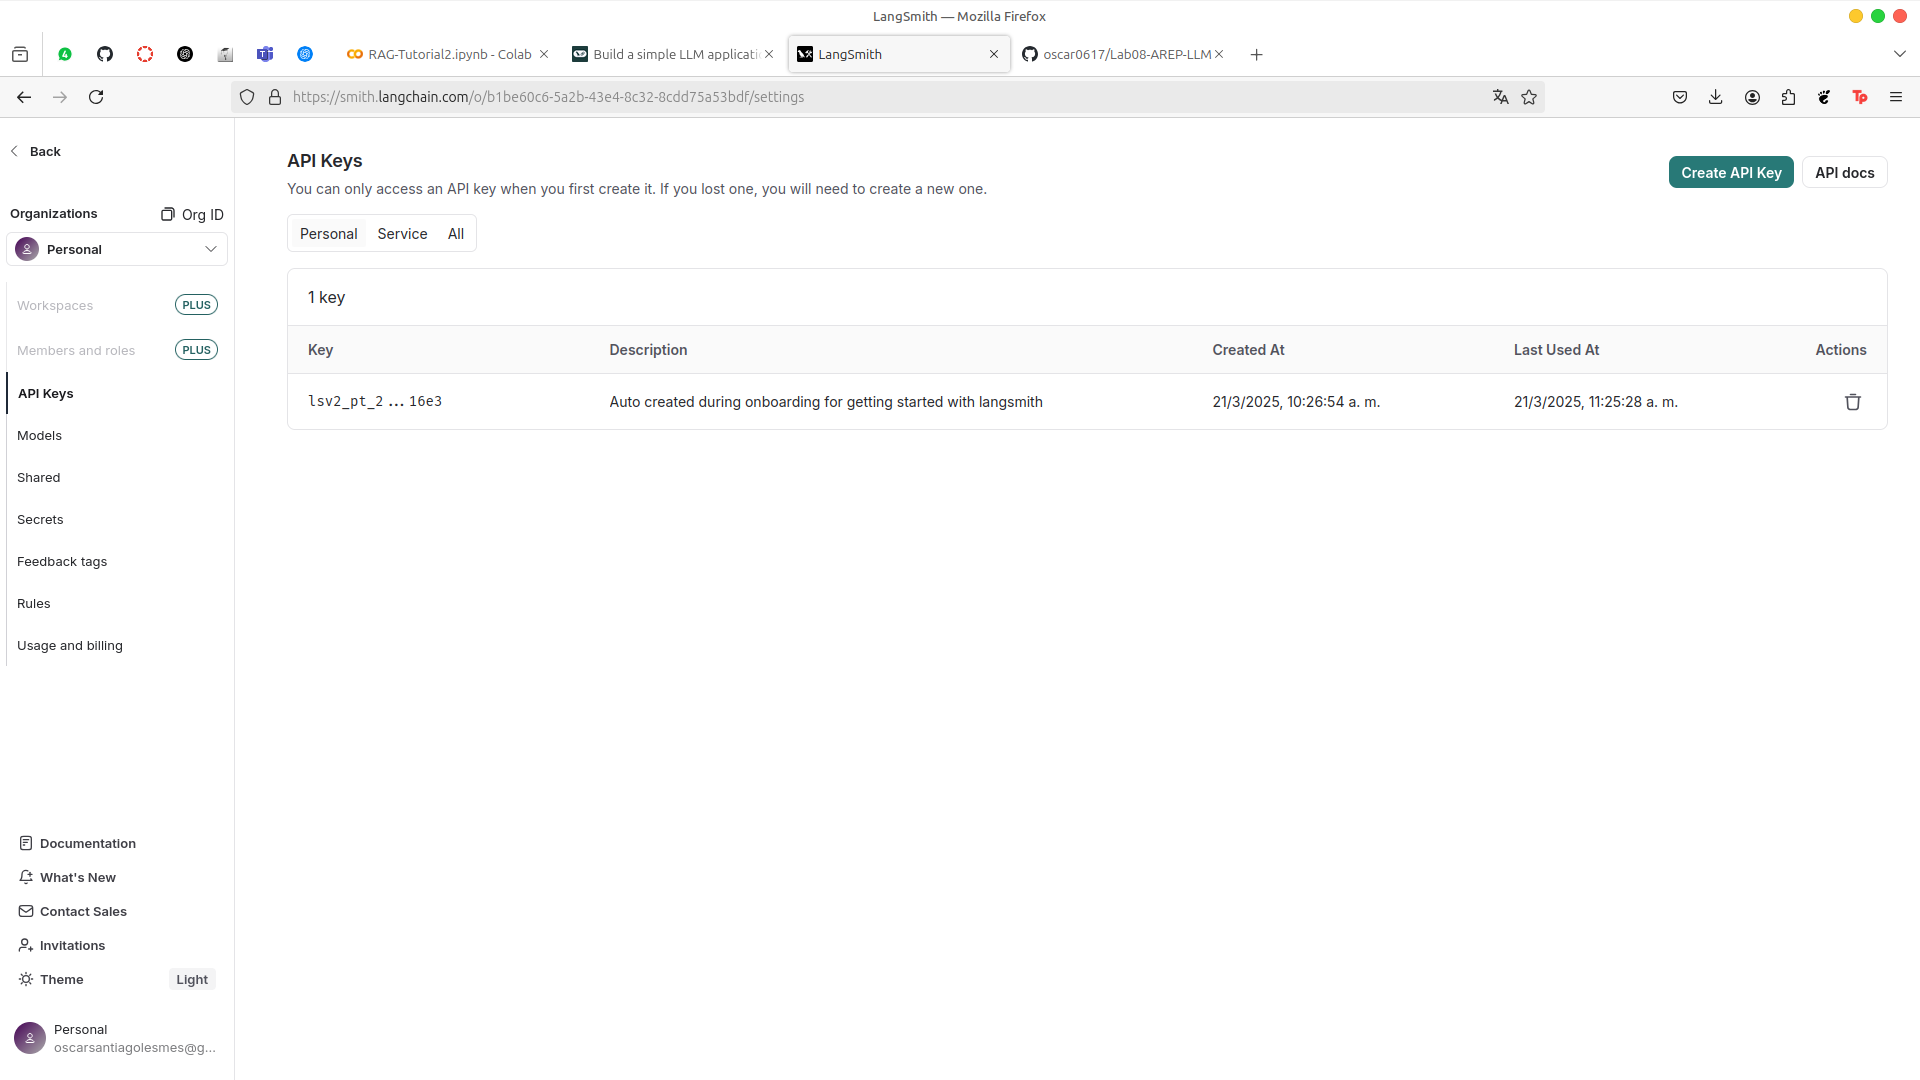 LangSmith — Mozilla Firefox
RAG-Tutorial2.ipynb - Colab
Build a simple LLM applicati
LangSmith
oscar0617/Lab08-AREP-LLM
https://smith.langchain.com/o/b1be60c6-5a2b-43e4-8c32-8cdd75a53bdf/settings
Tp
Back
Organizations
Org ID
Personal
Workspaces PLUS
Members and roles PLUS
API Keys
Models
Shared
Secrets
Feedback tags
Rules
Usage and billing
Documentation
What's New
Contact Sales
Invitations
Theme Light
Personal
oscarsantiagolesmes@g...
API Keys
You can only access an API key when you first create it. If you lost one, you will need to create a new one.
Create API Key
API docs
Personal Service All
1 key
Key Description Created At Last Used At Actions
lsv2_pt_2...16e3 Auto created during onboarding for getting started with langsmith 21/3/2025, 10:26:54 a. m. 21/3/2025, 11:25:28 a. m.